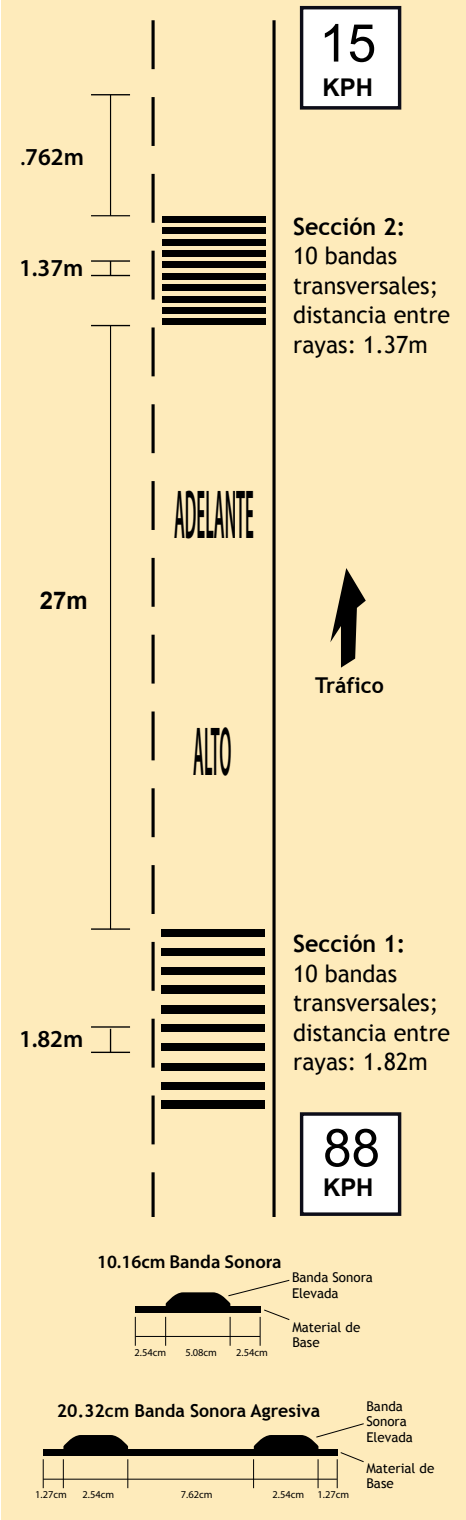 15
KPH
.762m
1.37m
Sección 2:
10 bandas
transversales;
distancia entre
rayas: 1.37m
ADELANTE
27m
Tráfico
ALTO
Sección 1:
10 bandas
transversales;
distancia entre
rayas: 1.82m
1.82m
88
KPH
10.16cm Banda Sonora
Banda Sonora
Elevada
Material de
Base
2.54cm 5.08cm 2.54cm
20.32cm Banda Sonora Agresiva
Banda
Sonora
Elevada
Material de
Base
1.27cm 2.54cm 7.62cm 2.54cm 1.27cm